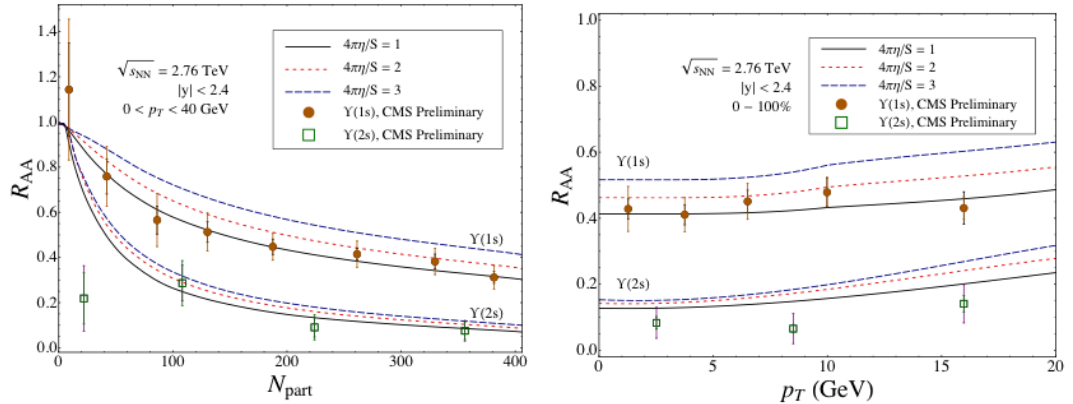 1.4
1.2
1.0
0.8
0.6
0.4
0.2
0.0
R_AA
√s_NN = 2.76 TeV
|y| < 2.4
0 < p_T < 40 GeV
4πη/S = 1
4πη/S = 2
4πη/S = 3
Υ(1s), CMS Preliminary
Υ(2s), CMS Preliminary
Υ(1s)
Υ(2s)
0 100 200 300 400
N_part
1.0
0.8
0.6
0.4
0.2
0.0
R_AA
√s_NN = 2.76 TeV
|y| < 2.4
0 – 100%
4πη/S = 1
4πη/S = 2
4πη/S = 3
Υ(1s), CMS Preliminary
Υ(2s), CMS Preliminary
Υ(1s)
Υ(2s)
0 5 10 15 20
p_T (GeV)